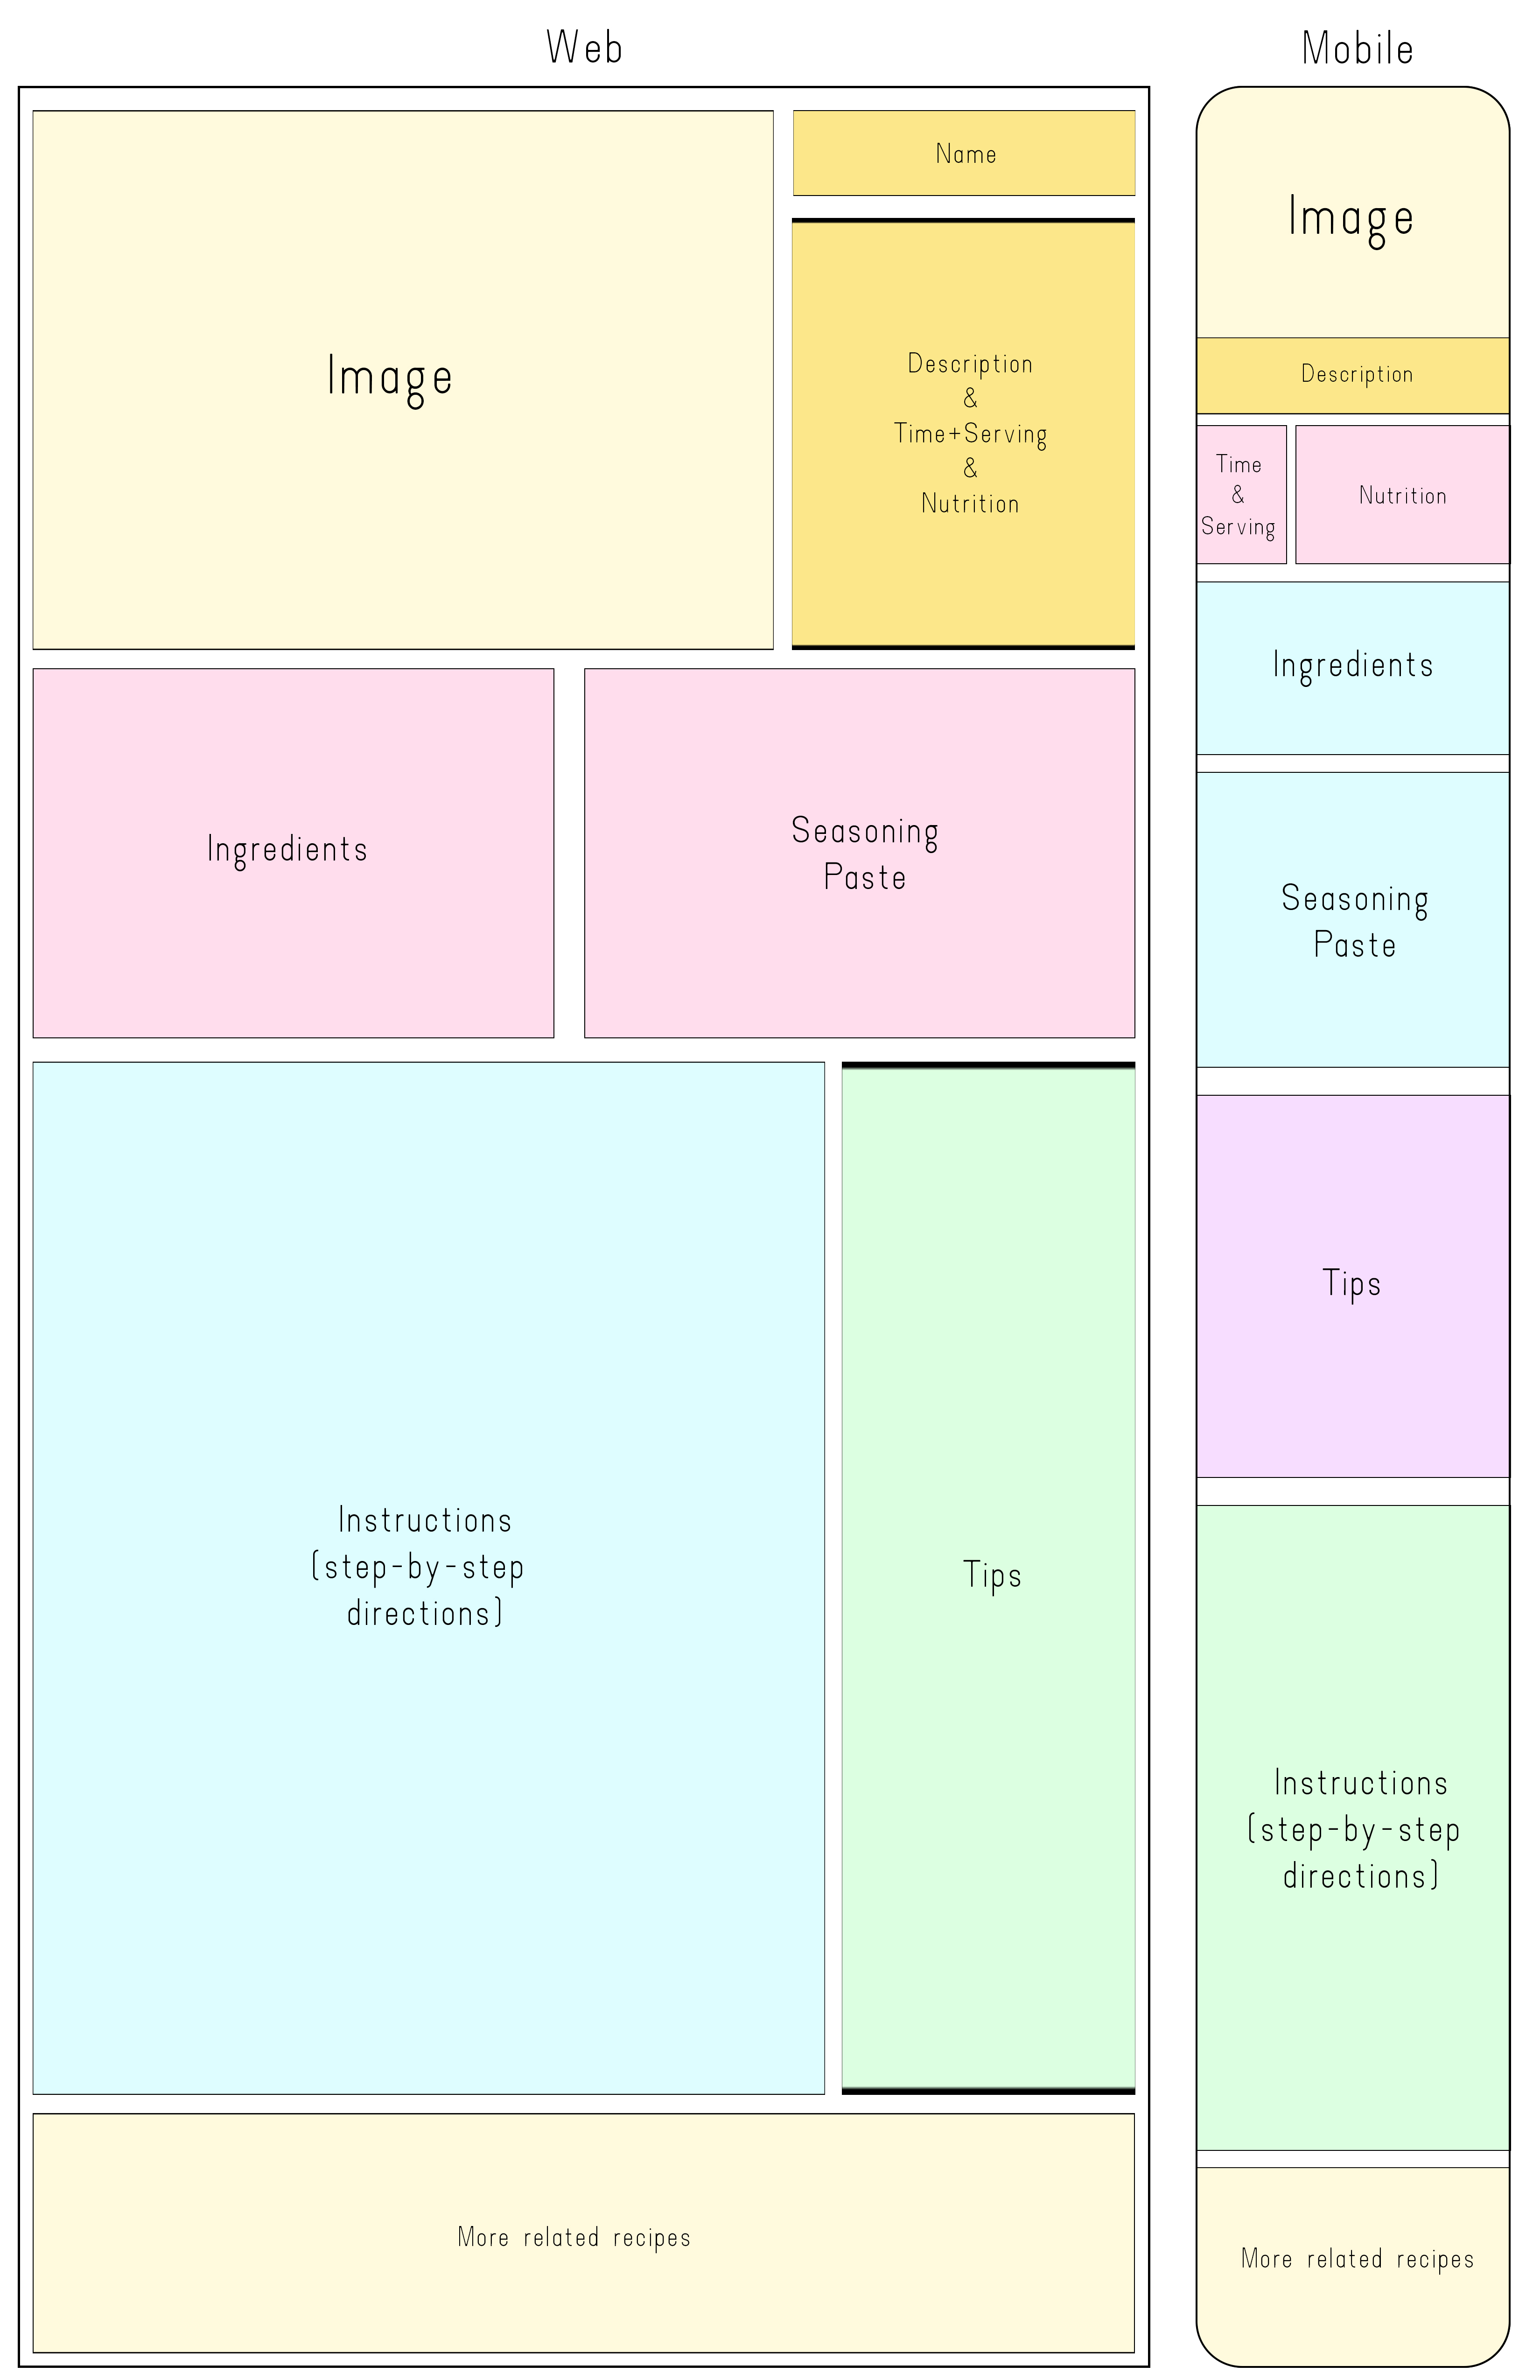 Web
Image
Name
Description
&
Time+Serving
&
Nutrition
Ingredients
Seasoning
Paste
Instructions
(step-by-step
directions)
Tips
More related recipes
Mobile
Image
Description
Time
&
Serving
Nutrition
Ingredients
Seasoning
Paste
Tips
Instructions
(step-by-step
directions)
More related recipes